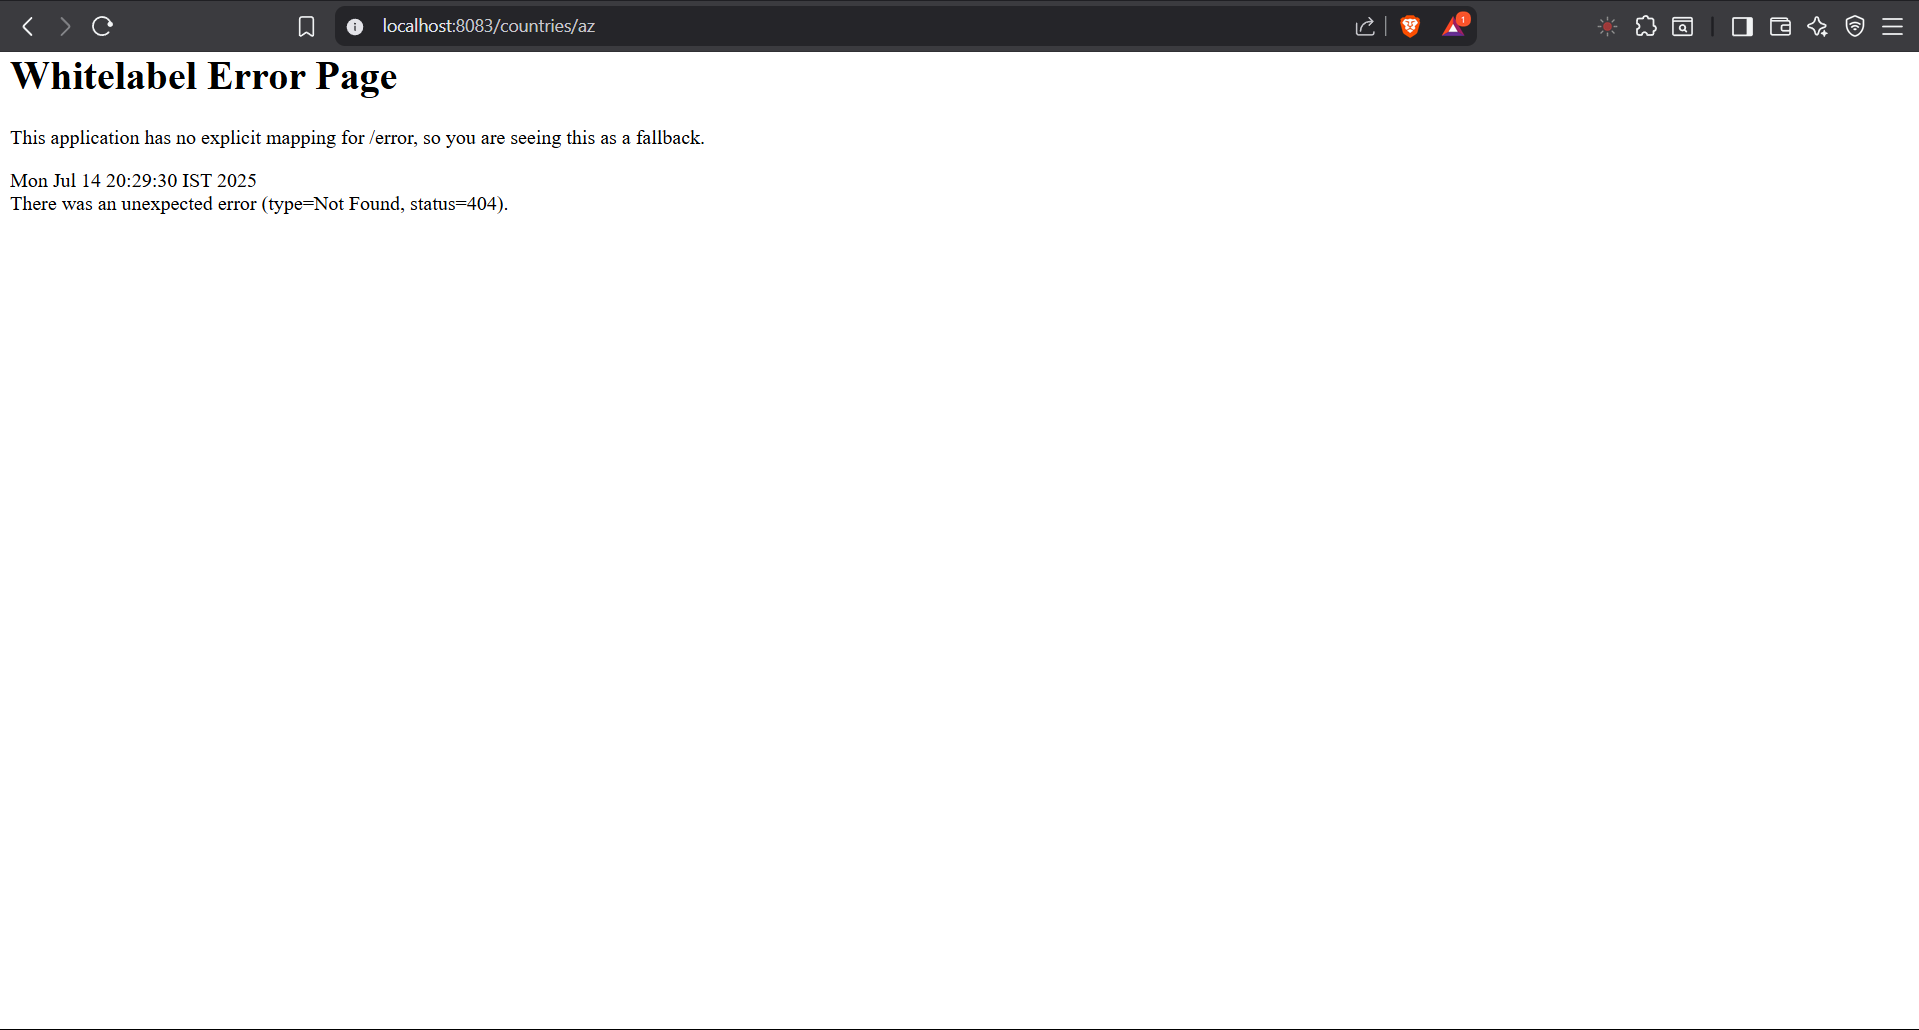 localhost:8083/countries/az
1
Whitelabel Error Page
This application has no explicit mapping for /error, so you are seeing this as a fallback.
Mon Jul 14 20:29:30 IST 2025
There was an unexpected error (type=Not Found, status=404).